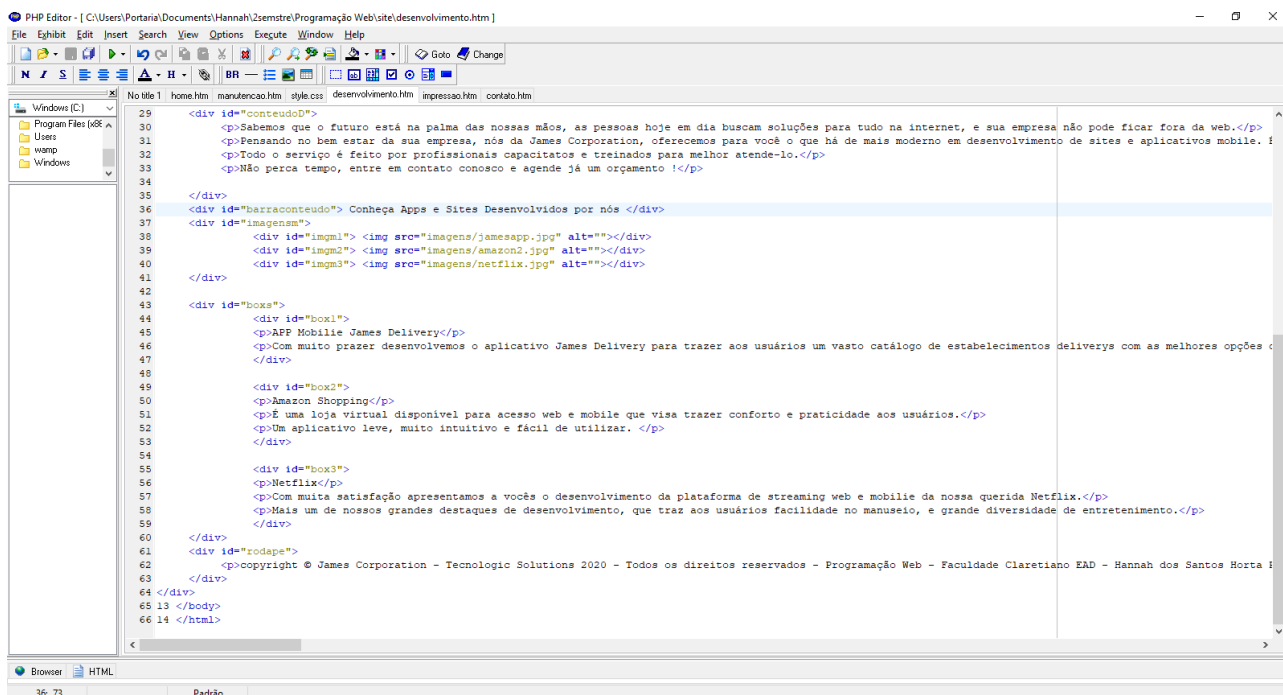 PHP Editor - [ C:\Users\Portaria\Documents\Hannah\2semstre\Programação Web\site\desenvolvimento.htm ]
File Exhibit Edit Insert Search View Options Execute Window Help
Goto Change
N I S A H BR
No title 1 home.htm manutencao.htm style.css desenvolvimento.htm impressao.htm contato.htm
Windows (C:)
Program Files (x86
Users
wamp
Windows
29 <div id="conteudoD">
30 <p>Sabemos que o futuro está na palma das nossas mãos, as pessoas hoje em dia buscam soluções para tudo na internet, e sua empresa não pode ficar fora da web.</p>
31 <p>Pensando no bem estar da sua empresa, nós da James Corporation, oferecemos para você o que há de mais moderno em desenvolvimento de sites e aplicativos mobile.
32 <p>Todo o serviço é feito por profissionais capacitatos e treinados para melhor atende-lo.</p>
33 <p>Não perca tempo, entre em contato conosco e agende já um orçamento !</p>
34
35 </div>
36 <div id="barraconteudo"> Conheça Apps e Sites Desenvolvidos por nós </div>
37 <div id="imagensm">
38 <div id="imgm1"> <img src="imagens/jamesapp.jpg" alt=""></div>
39 <div id="imgm2"> <img src="imagens/amazon2.jpg" alt=""></div>
40 <div id="imgm3"> <img src="imagens/netflix.jpg" alt=""></div>
41 </div>
42
43 <div id="boxs">
44 <div id="box1">
45 <p>APP Mobilie James Delivery</p>
46 <p>Com muito prazer desenvolvemos o aplicativo James Delivery para trazer aos usuários um vasto catálogo de estabelecimentos deliverys com as melhores opções
47 </div>
48
49 <div id="box2">
50 <p>Amazon Shopping</p>
51 <p>É uma loja virtual disponível para acesso web e mobile que visa trazer conforto e praticidade aos usuários.</p>
52 <p>Um aplicativo leve, muito intuitivo e fácil de utilizar. </p>
53 </div>
54
55 <div id="box3">
56 <p>Netflix</p>
57 <p>Com muita satisfação apresentamos a vocês o desenvolvimento da plataforma de streaming web e mobilie da nossa querida Netflix.</p>
58 <p>Mais um de nossos grandes destaques de desenvolvimento, que traz aos usuários facilidade no manuseio, e grande diversidade de entretenimento.</p>
59 </div>
60 </div>
61 <div id="rodape">
62 <p>copyright © James Corporation - Tecnologic Solutions 2020 - Todos os direitos reservados - Programação Web - Faculdade Claretiano EAD - Hannah dos Santos Horta
63 </div>
64 </div>
65 13 </body>
66 14 </html>
Browser HTML
36: 73 Padrão